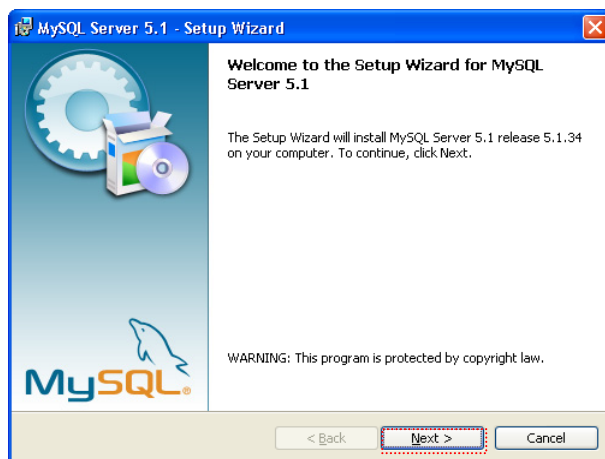 MySQL Server 5.1 - Setup Wizard
Welcome to the Setup Wizard for MySQL
Server 5.1
The Setup Wizard will install MySQL Server 5.1 release 5.1.34
on your computer. To continue, click Next.
WARNING: This program is protected by copyright law.
MySQL®
< Back
Next >
Cancel